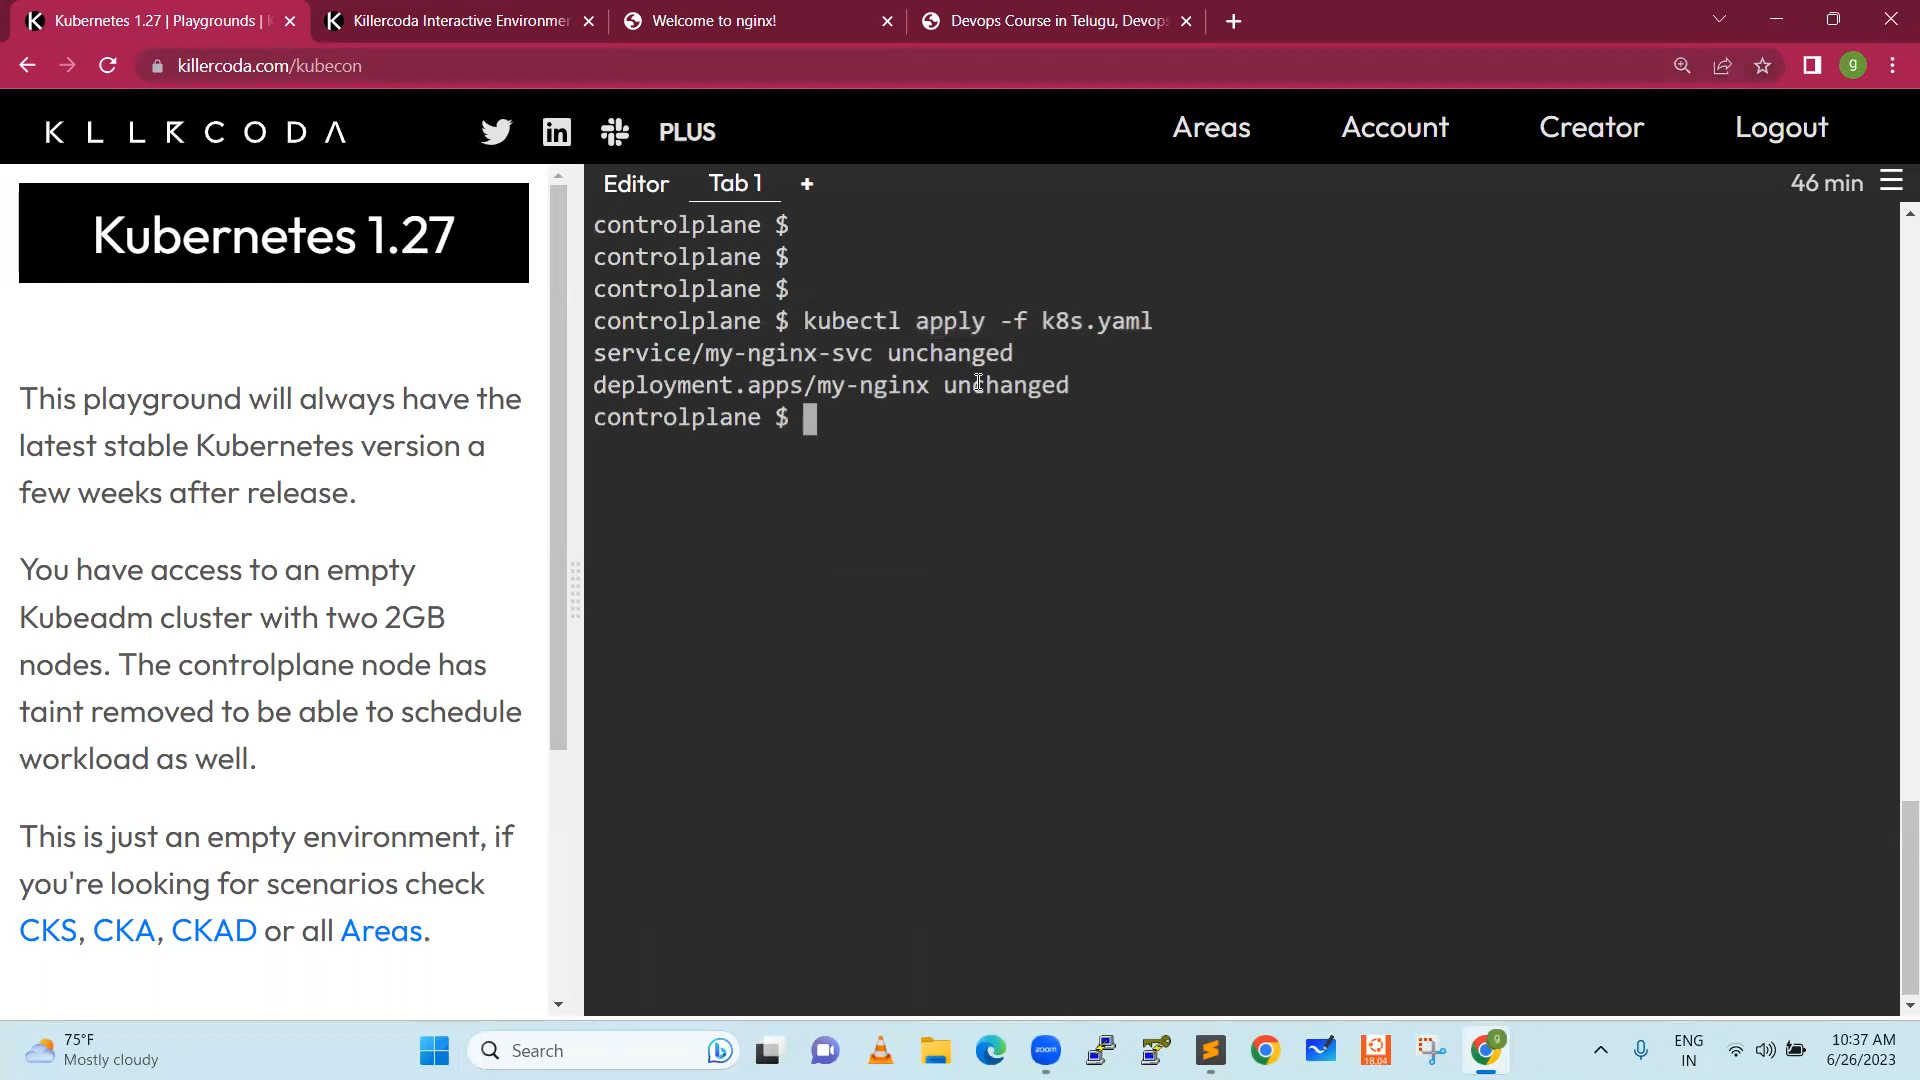 Kubernetes 1.27 | Playgrounds |
Killercoda Interactive Environme
Welcome to nginx!
Devops Course in Telugu, Devops
killercoda.com/kubecon
g
KLLRCODA
in
PLUS
Areas
Account
Creator
Logout
Kubernetes 1.27
This playground will always have the
latest stable Kubernetes version a
few weeks after release.
You have access to an empty
Kubeadm cluster with two 2GB
nodes. The controlplane node has
taint removed to be able to schedule
workload as well.
This is just an empty environment, if
you're looking for scenarios check
CKS, CKA, CKAD or all Areas.
Editor
Tab 1
+
46 min
controlplane $
controlplane $
controlplane $
controlplane $ kubectl apply -f k8s.yaml
service/my-nginx-svc unchanged
deployment.apps/my-nginx unchanged
controlplane $
75°F
Mostly cloudy
Search
zoom
18.04
g
ENG
IN
10:37 AM
6/26/2023